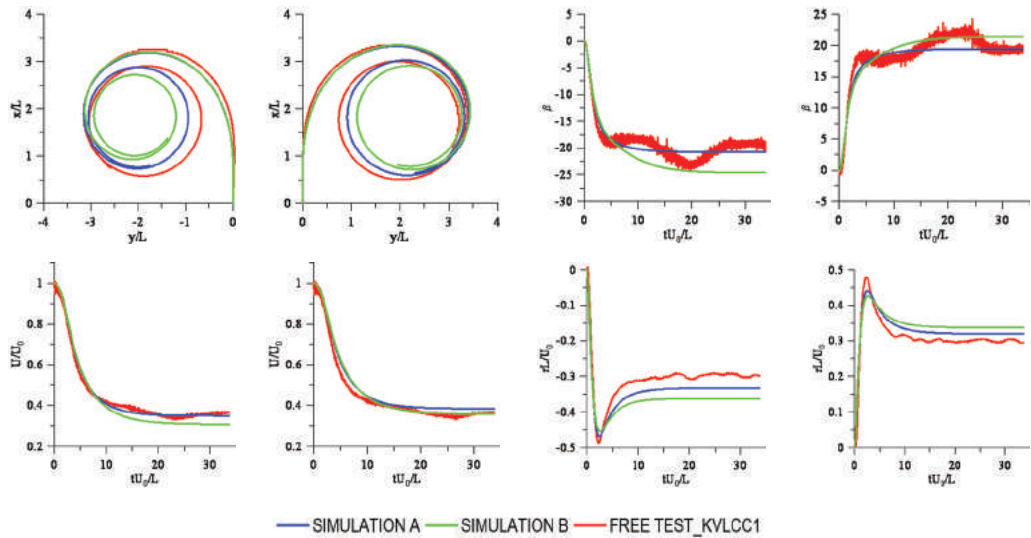 4
3
x/L
2
1
0
-4 -3 -2 -1 0
y/L
4
3
x/L
2
1
0
0 1 2 3 4
y/L
5
0
-5
-10
β
-15
-20
-25
-30
0 10 20 30
tU₀/L
25
20
15
β
10
5
0
-5
0 10 20 30
tU₀/L
1
0.8
U/U₀
0.6
0.4
0.2
0 10 20 30
tU₀/L
1
0.8
U/U₀
0.6
0.4
0.2
0 10 20 30
tU₀/L
0
-0.1
-0.2
rL/U₀
-0.3
-0.4
-0.5
0 10 20 30
tU₀/L
0.5
0.4
rL/U₀
0.3
0.2
0.1
0
0 10 20 30
tU₀/L
SIMULATION A SIMULATION B FREE TEST_KVLCC1